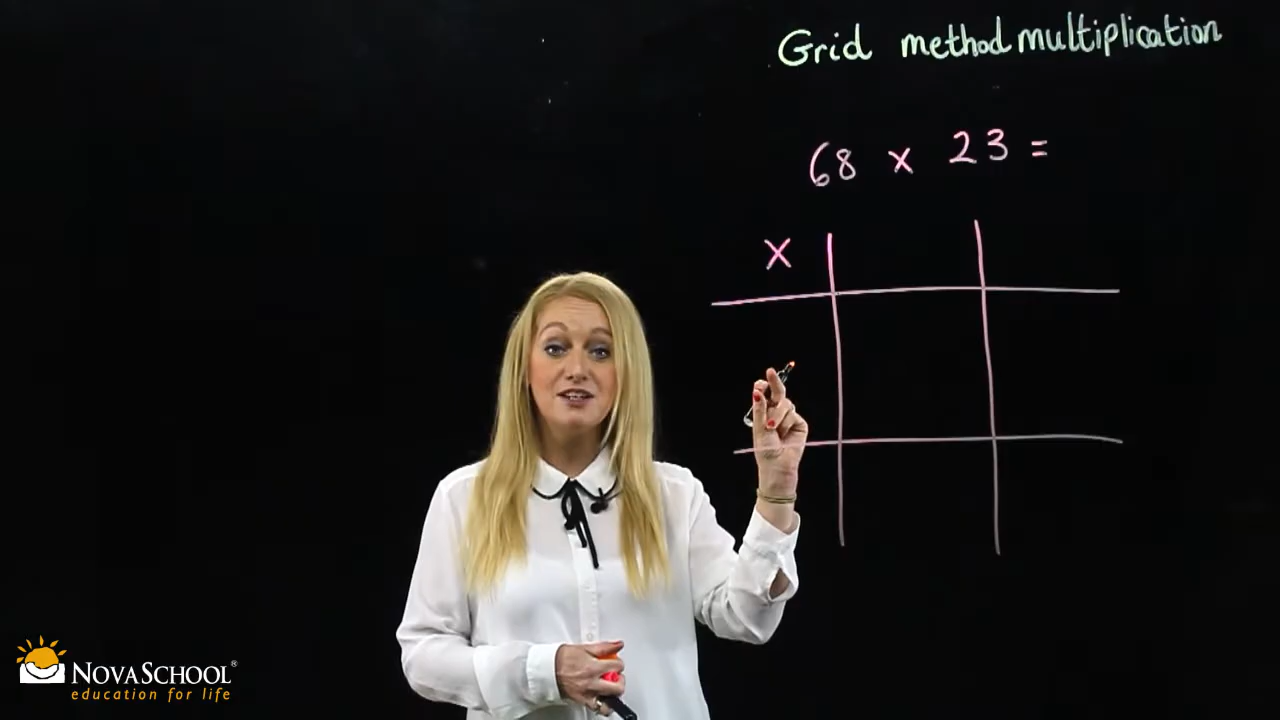 Grid method multiplication
68 x 23 =
x
NOVASCHOOL®
education for life